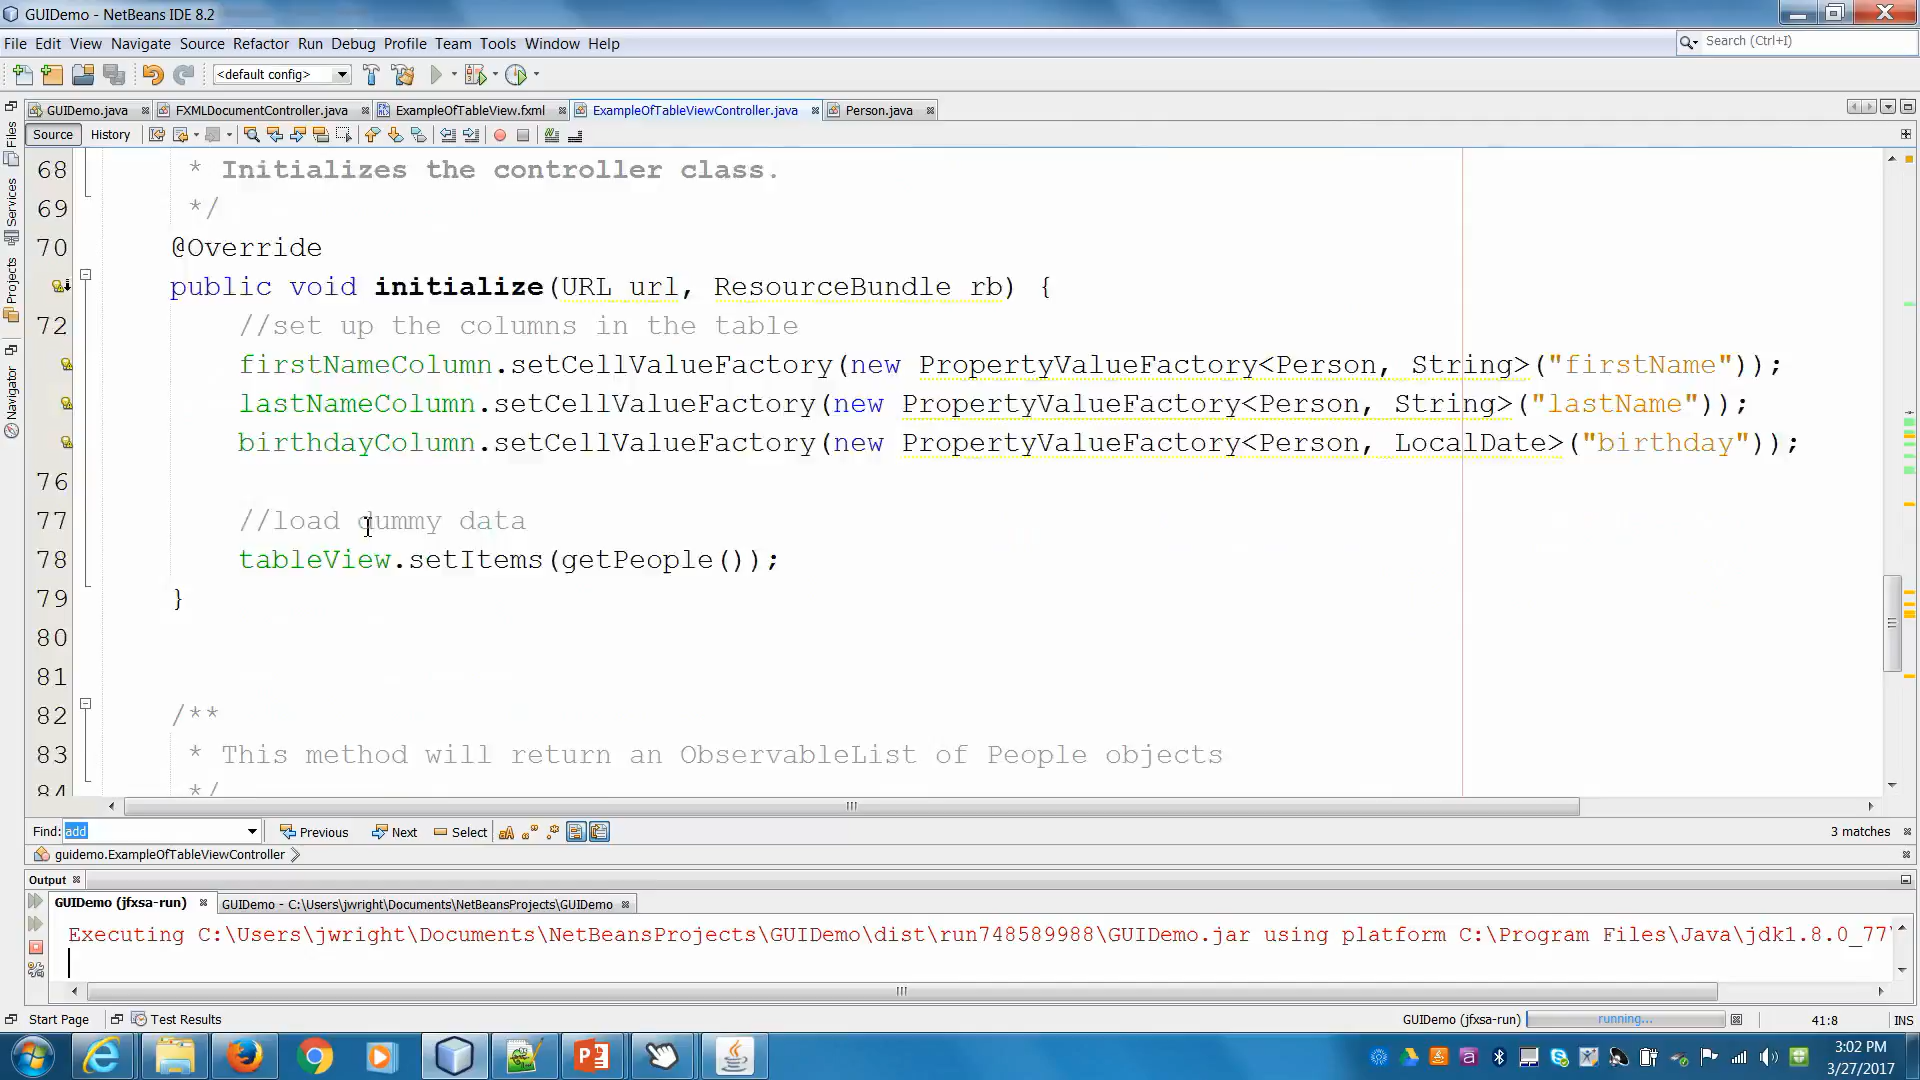 GUIDemo - NetBeans IDE 8.2
File Edit View Navigate Source Refactor Run Debug Profile Team Tools Window Help
Search (Ctrl+I)
<default config>
GUIDemo.java FXMLDocumentController.java ExampleOfTableView.fxml ExampleOfTableViewController.java Person.java
Source History
Files
Services
Projects
Navigator
68 * Initializes the controller class.
69 */
70 @Override
public void initialize(URL url, ResourceBundle rb) {
72 //set up the columns in the table
firstNameColumn.setCellValueFactory(new PropertyValueFactory<Person, String>("firstName"));
lastNameColumn.setCellValueFactory(new PropertyValueFactory<Person, String>("lastName"));
birthdayColumn.setCellValueFactory(new PropertyValueFactory<Person, LocalDate>("birthday"));
76
77 //load dummy data
78 tableView.setItems(getPeople());
79 }
80
81
82 /**
83 * This method will return an ObservableList of People objects
84 */
Find: add Previous Next Select 3 matches
guidemo.ExampleOfTableViewController
Output
GUIDemo (jfxsa-run) GUIDemo - C:\Users\jwright\Documents\NetBeansProjects\GUIDemo
Executing C:\Users\jwright\Documents\NetBeansProjects\GUIDemo\dist\run748589988\GUIDemo.jar using platform C:\Program Files\Java\jdk1.8.0_77\
Start Page Test Results GUIDemo (jfxsa-run) running... 41:8 INS
3:02 PM
3/27/2017